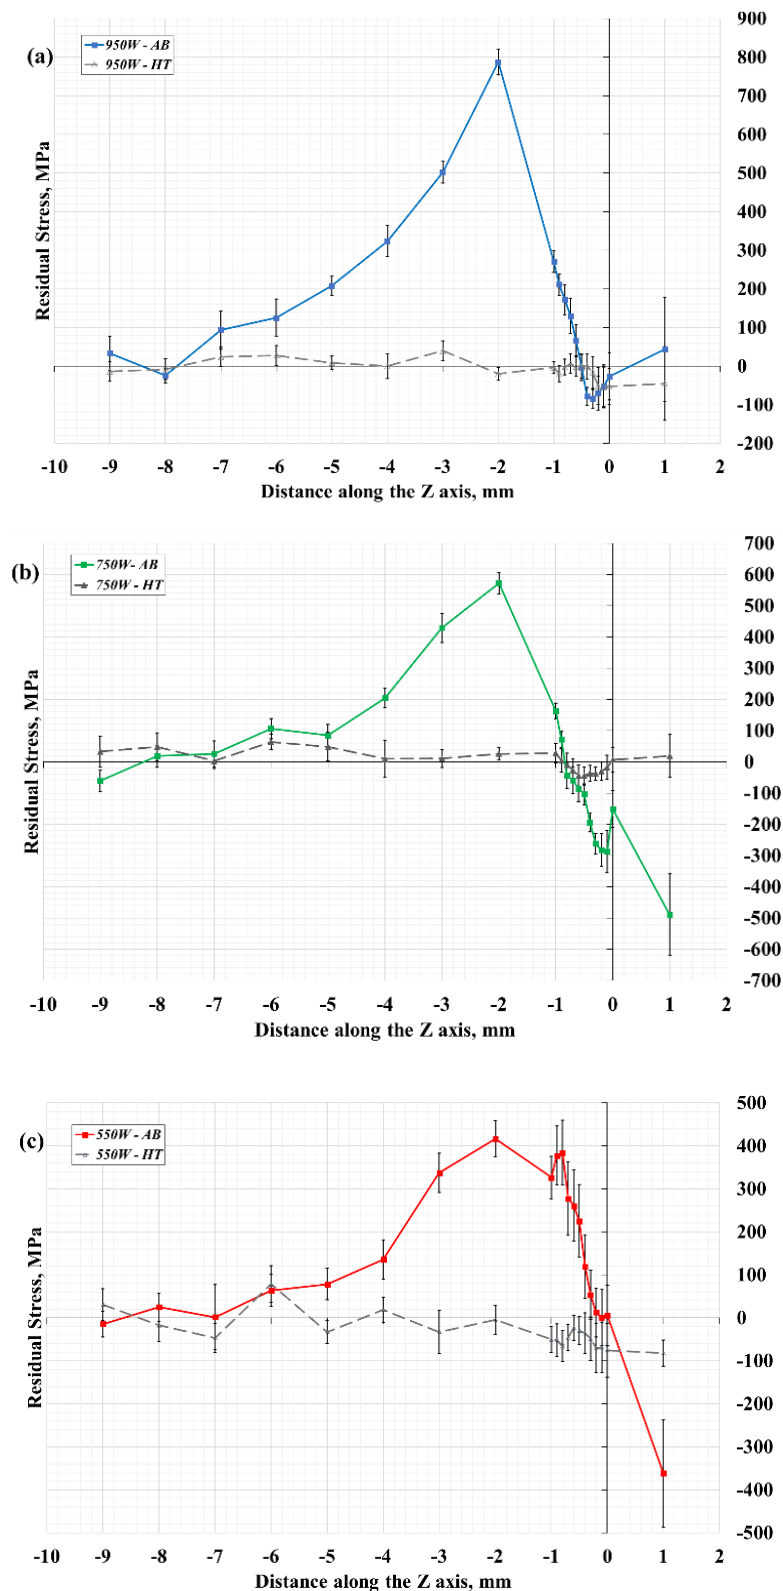 (a)
950W - AB
950W - HT
Residual Stress, MPa
900
800
700
600
500
400
300
200
100
0
-100
-200
-10 -9 -8 -7 -6 -5 -4 -3 -2 -1 0 1 2
Distance along the Z axis, mm
(b)
750W- AB
750W - HT
Residual Stress, MPa
700
600
500
400
300
200
100
0
-100
-200
-300
-400
-500
-600
-700
-10 -9 -8 -7 -6 -5 -4 -3 -2 -1 0 1 2
Distance along the Z axis, mm
(c)
550W - AB
550W - HT
Residual Stress, MPa
500
400
300
200
100
0
-100
-200
-300
-400
-500
-10 -9 -8 -7 -6 -5 -4 -3 -2 -1 0 1 2
Distance along the Z axis, mm